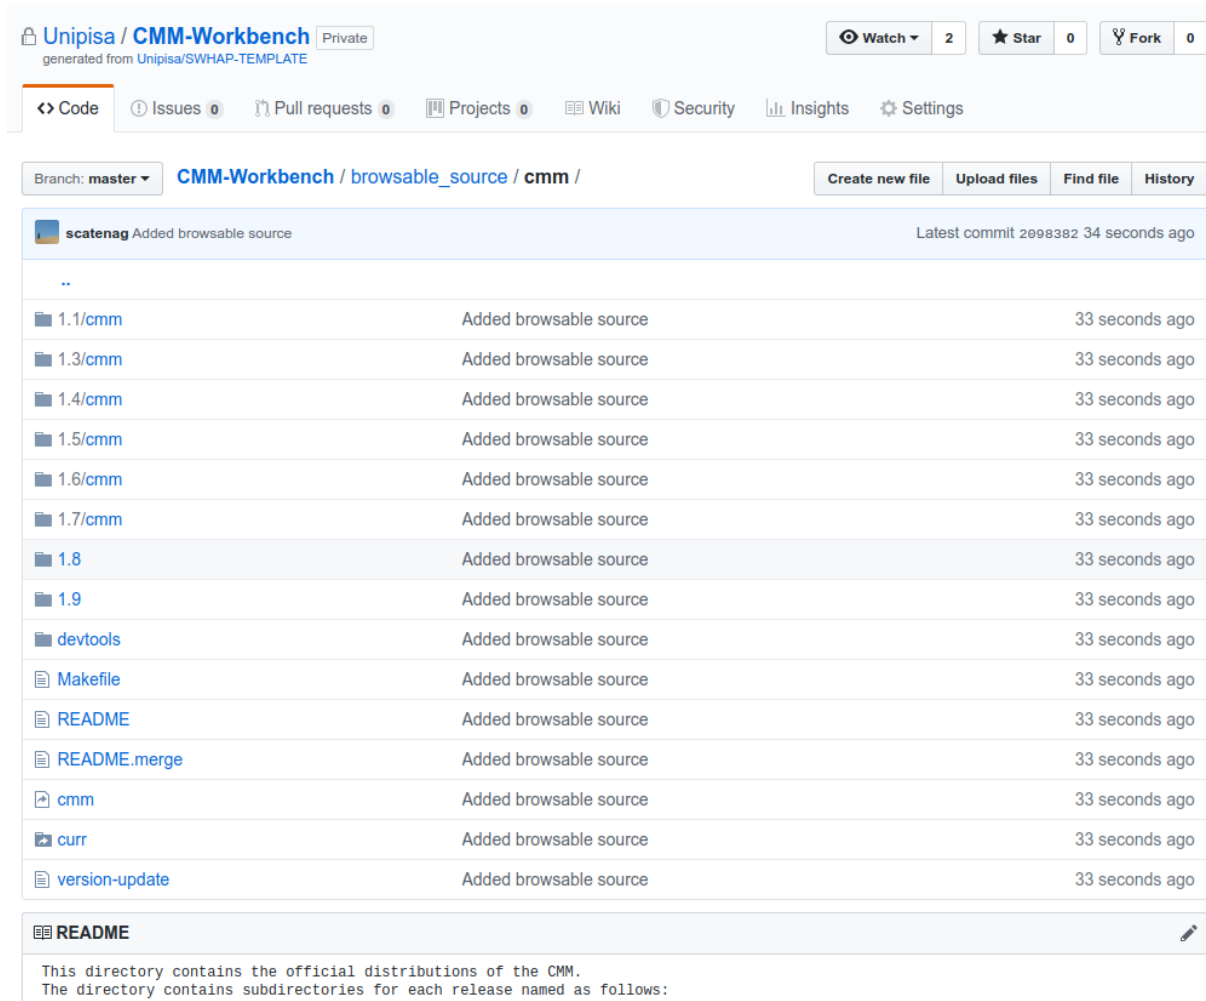 Unipisa / CMM-Workbench Private
generated from Unipisa/SWHAP-TEMPLATE
Watch 2 Star 0 Fork 0
Code Issues 0 Pull requests 0 Projects 0 Wiki Security Insights Settings
Branch: master CMM-Workbench / browsable_source / cmm / Create new file Upload files Find file History
scatenag Added browsable source Latest commit 2098382 34 seconds ago
..
1.1/cmm Added browsable source 33 seconds ago
1.3/cmm Added browsable source 33 seconds ago
1.4/cmm Added browsable source 33 seconds ago
1.5/cmm Added browsable source 33 seconds ago
1.6/cmm Added browsable source 33 seconds ago
1.7/cmm Added browsable source 33 seconds ago
1.8 Added browsable source 33 seconds ago
1.9 Added browsable source 33 seconds ago
devtools Added browsable source 33 seconds ago
Makefile Added browsable source 33 seconds ago
README Added browsable source 33 seconds ago
README.merge Added browsable source 33 seconds ago
cmm Added browsable source 33 seconds ago
curr Added browsable source 33 seconds ago
version-update Added browsable source 33 seconds ago
README
This directory contains the official distributions of the CMM.
The directory contains subdirectories for each release named as follows: